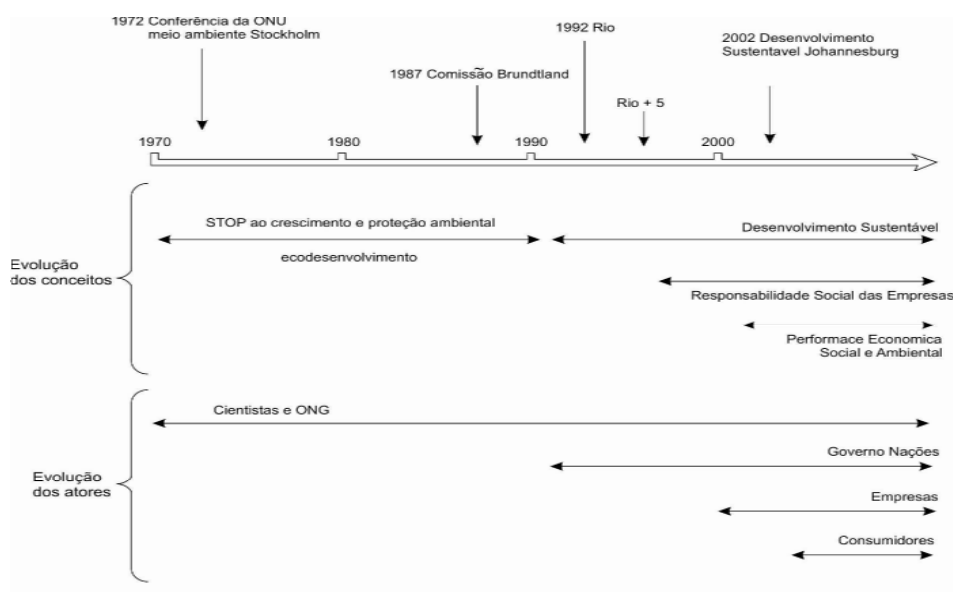 1972 Conferência da ONU
meio ambiente Stockholm
1987 Comissão Brundtland
1992 Rio
Rio + 5
2002 Desenvolvimento
Sustentavel Johannesburg
1970
1980
1990
2000
Evolução
dos conceitos
STOP ao crescimento e proteção ambiental
ecodesenvolvimento
Desenvolvimento Sustentável
Responsabilidade Social das Empresas
Performace Economica
Social e Ambiental
Evolução
dos atores
Cientistas e ONG
Governo Nações
Empresas
Consumidores